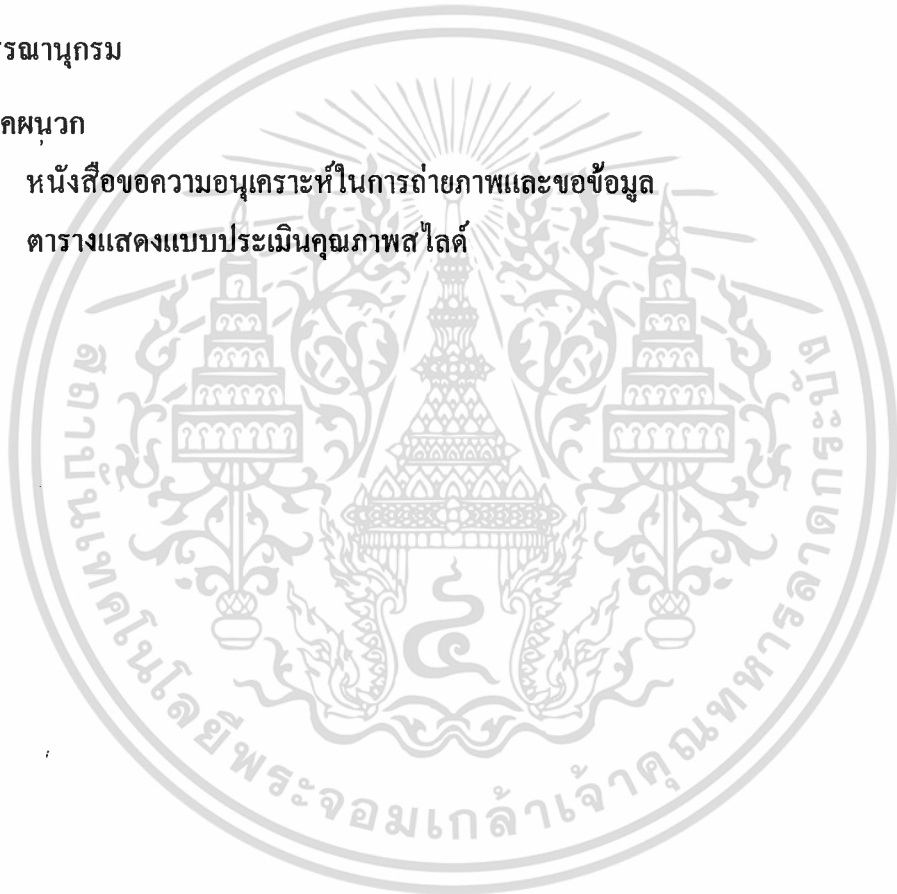 รรณานุกรม
คผนวก
หนังสือขอความอนุเคราะห์ในการถ่ายภาพและขอข้อมูล
ตารางแสดงแบบประเมินคุณภาพสไลด์
สถาบันเทคโนโลยีพระจอมเกล้าเจ้าคุณทหารลาดกระบัง
๔